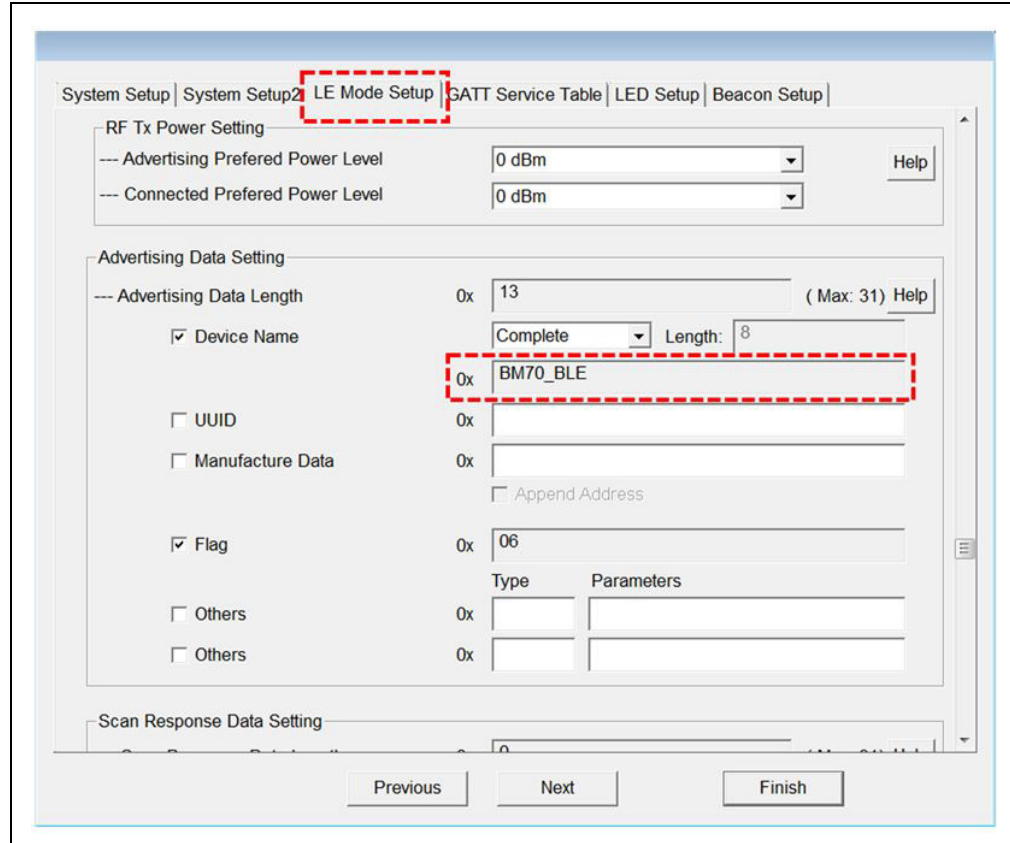 System Setup System Setup2 LE Mode Setup GATT Service Table LED Setup Beacon Setup
RF Tx Power Setting
--- Advertising Prefered Power Level 0 dBm Help
--- Connected Prefered Power Level 0 dBm
Advertising Data Setting
--- Advertising Data Length 0x 13 ( Max: 31) Help
Device Name Complete Length: 8
0x BM70_BLE
UUID 0x
Manufacture Data 0x
Append Address
Flag 0x 06
Type Parameters
Others 0x
Others 0x
Scan Response Data Setting
Previous Next Finish